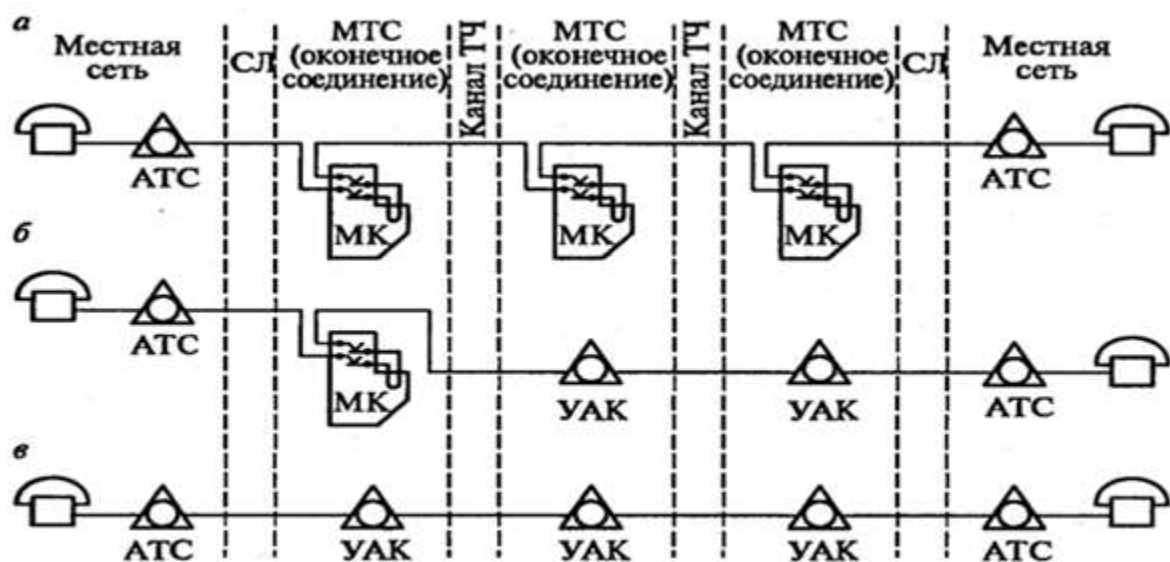 а
Местная
сеть
СЛ
МТС
(оконечное
соединение)
Канал ТЧ
МТС
(оконечное
соединение)
Канал ТЧ
МТС
(оконечное
соединение)
СЛ
Местная
сеть
АТС
МК
МК
МК
АТС
б
АТС
МК
УАК
УАК
АТС
в
АТС
УАК
УАК
УАК
АТС